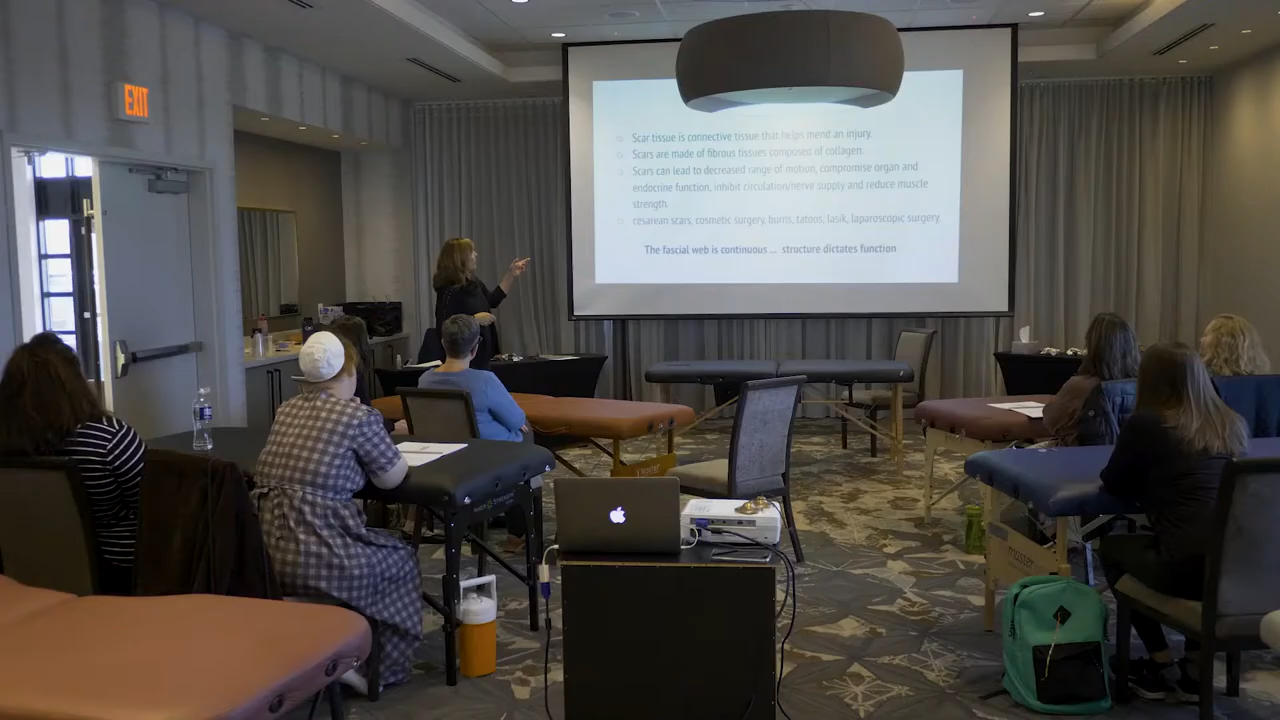 EXIT
Scar tissue is connective tissue that helps mend an injury.
Scars are made of fibrous tissues composed of collagen.
Scars can lead to decreased range of motion, compromise organ and
endocrine function, inhibit circulation/nerve supply and reduce muscle
strength.
cesarean scars, cosmetic surgery, burns, tatoos, lasik, laparoscopic surgery.
The fascial web is continuous ... structure dictates function
master